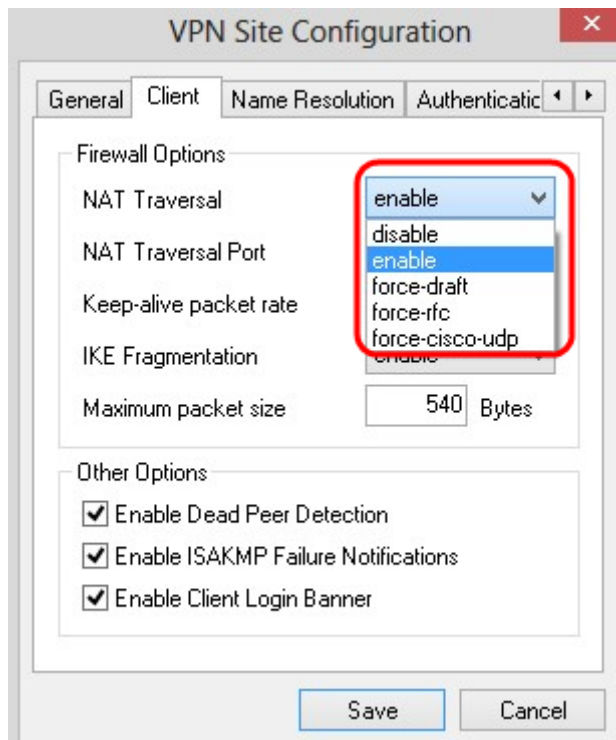 VPN Site Configuration
General Client Name Resolution Authenticatic
Firewall Options
NAT Traversal enable
disable
NAT Traversal Port
enable
force-draft
Keep-alive packet rate
force-rfc
force-cisco-udp
IKE Fragmentation enable
Maximum packet size 540 Bytes
Other Options
Enable Dead Peer Detection
Enable ISAKMP Failure Notifications
Enable Client Login Banner
Save Cancel